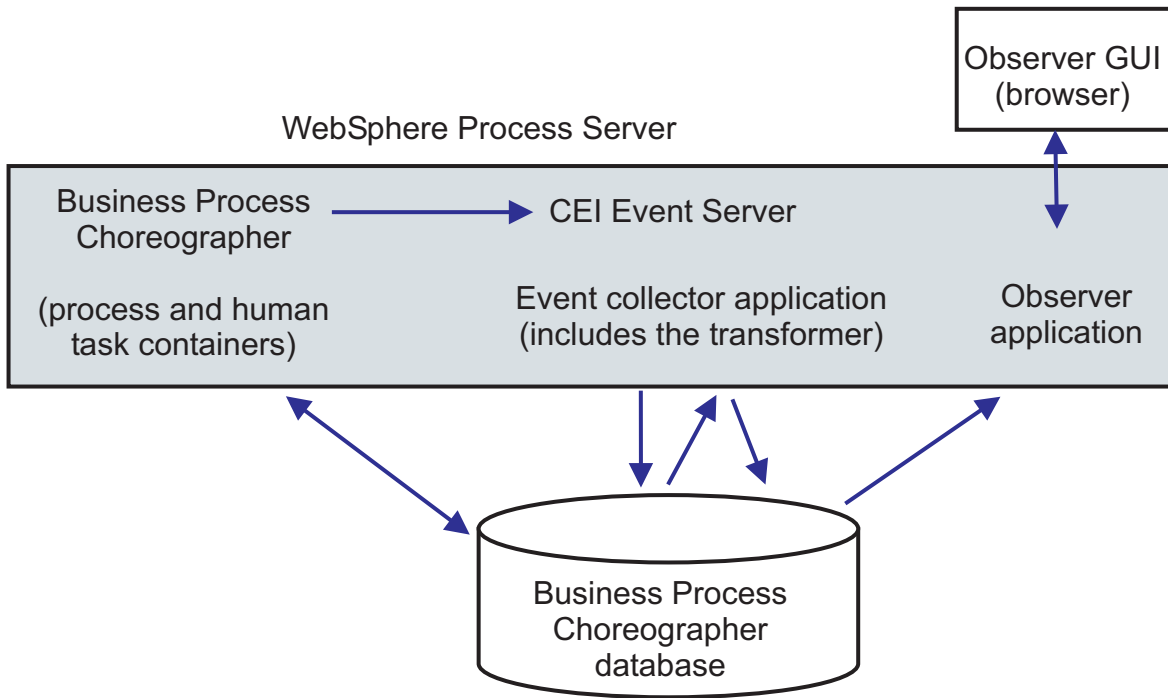 Observer GUI
(browser)
WebSphere Process Server
Business Process
Choreographer
CEI Event Server
(process and human
task containers)
Event collector application
(includes the transformer)
Observer
application
Business Process
Choreographer
database